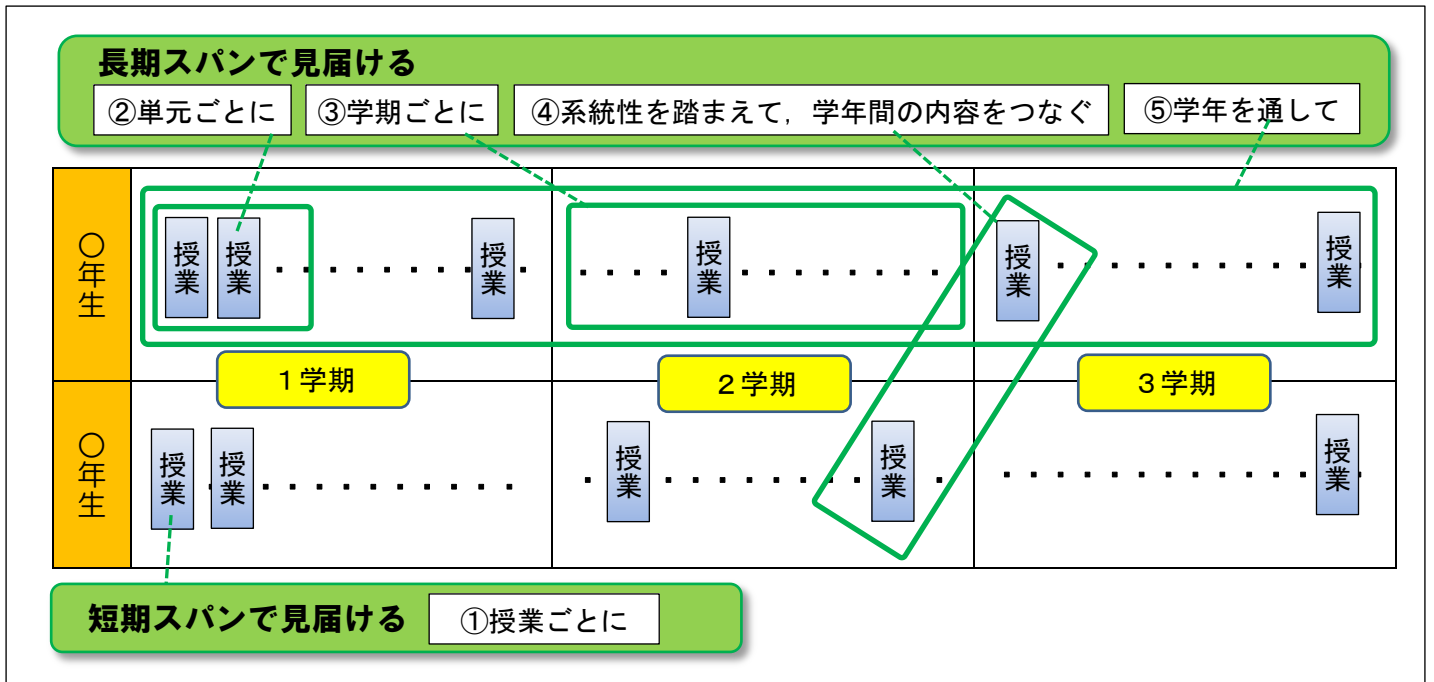 長期スパンで見届ける
②単元ごとに
③学期ごとに
④系統性を踏まえて，学年間の内容をつなぐ
⑤学年を通して
〇年生
授業
授業
授業
授業
授業
授業
1学期
2学期
3学期
〇年生
授業
授業
授業
授業
授業
短期スパンで見届ける
①授業ごとに